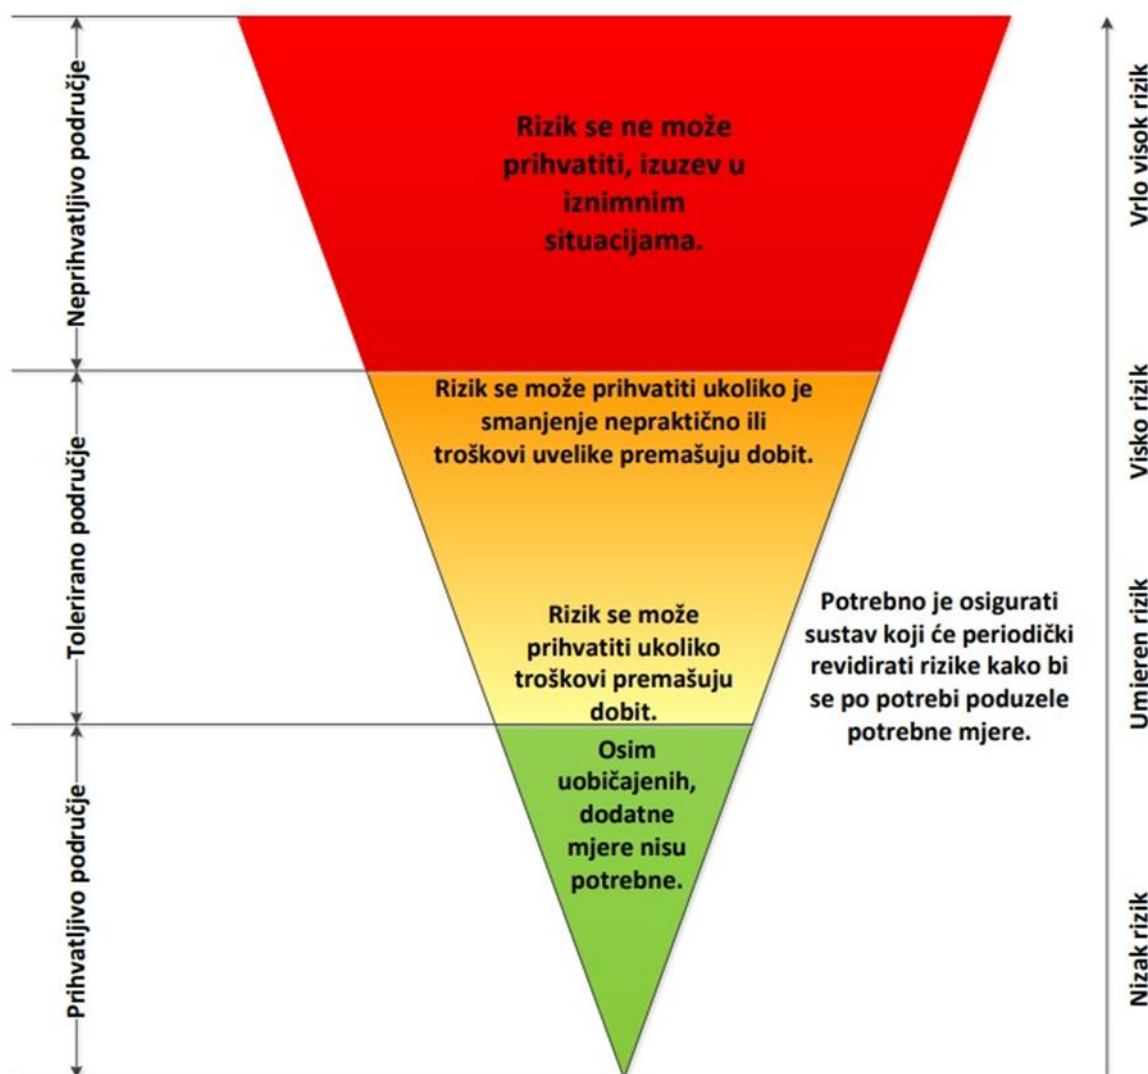 Neprihvatljivo područje
Tolerirano područje
Prihvatljivo područje
Rizik se ne može
prihvatiti, izuzev u
iznimnim
situacijama.
Rizik se može prihvatiti ukoliko je
smanjenje nepraktično ili
troškovi uvelike premašuju dobit.
Rizik se može
prihvatiti ukoliko
troškovi premašuju
dobit.
Osim
uobičajenih,
dodatne
mjere nisu
potrebne.
Potrebno je osigurati
sustav koji će periodički
revidirati rizike kako bi
se po potrebi poduzele
potrebne mjere.
Vrlo visok rizik
Visko rizik
Umjeren rizik
Nizak rizik